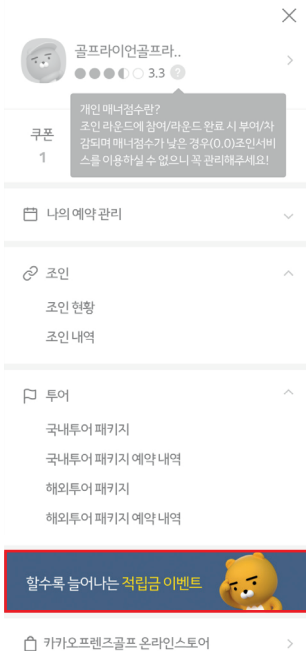 골프라이언골프라..
3.3 ?
개인 매너점수란?
조인 라운드에 참여/라운드 완료 시 부여/차
감되며 매너점수가 낮은 경우(0.0)조인서비
스를 이용하실 수 없으니 꼭 관리해주세요!
쿠폰
1
나의 예약 관리
조인
조인 현황
조인 내역
투어
국내투어 패키지
국내투어 패키지 예약 내역
해외투어 패키지
해외투어 패키지 예약 내역
할수록 늘어나는 적립금 이벤트
카카오프렌즈골프 온라인스토어